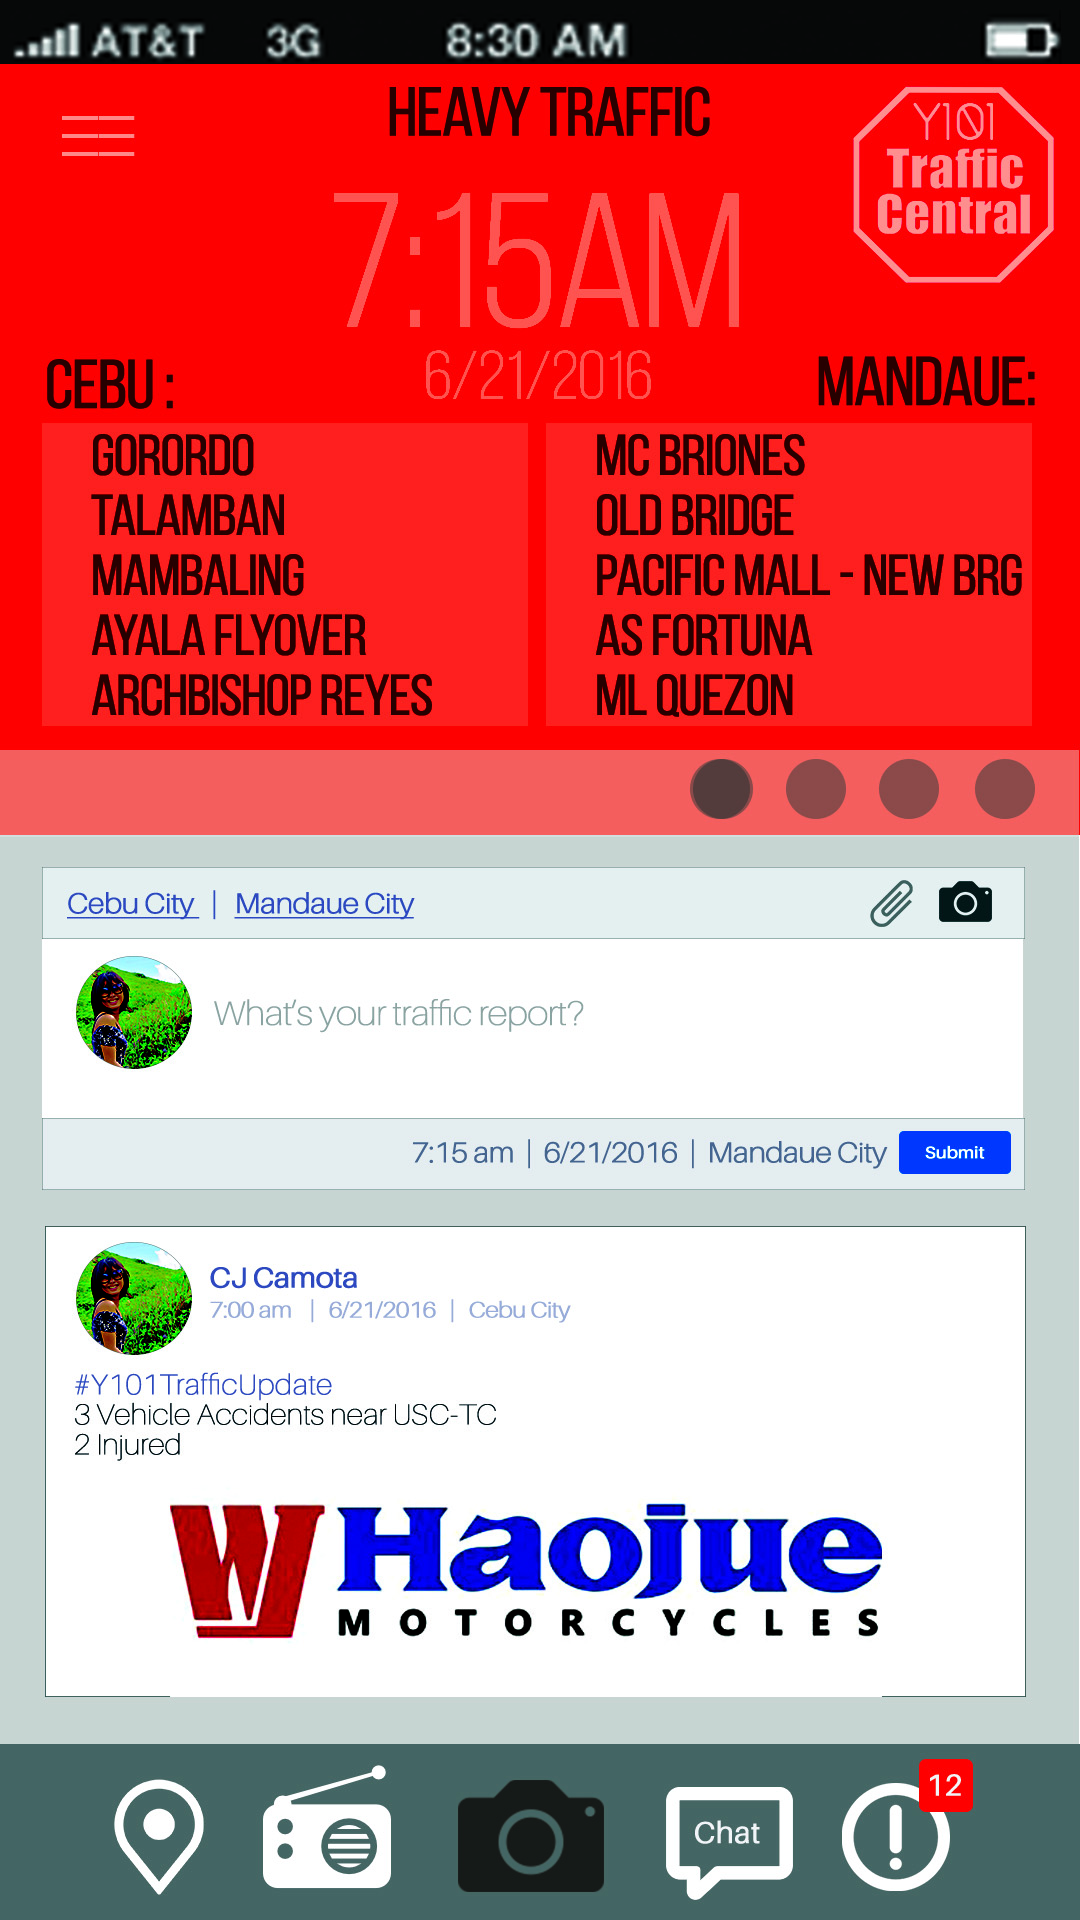 AT&T 3G 8:30 AM
HEAVY TRAFFIC
Y101
Traffic
Central
7:15AM
6/21/2016
CEBU :
GORORDO
TALAMBAN
MAMBALING
AYALA FLYOVER
ARCHBISHOP REYES
MANDAUE:
MC BRIONES
OLD BRIDGE
PACIFIC MALL - NEW BRG
AS FORTUNA
ML QUEZON
Cebu City | Mandaue City
What's your traffic report?
7:15 am | 6/21/2016 | Mandaue City Submit
CJ Camota
7:00 am | 6/21/2016 | Cebu City
#Y101TrafficUpdate
3 Vehicle Accidents near USC-TC
2 Injured
Haojue
MOTORCYCLES
Chat
12